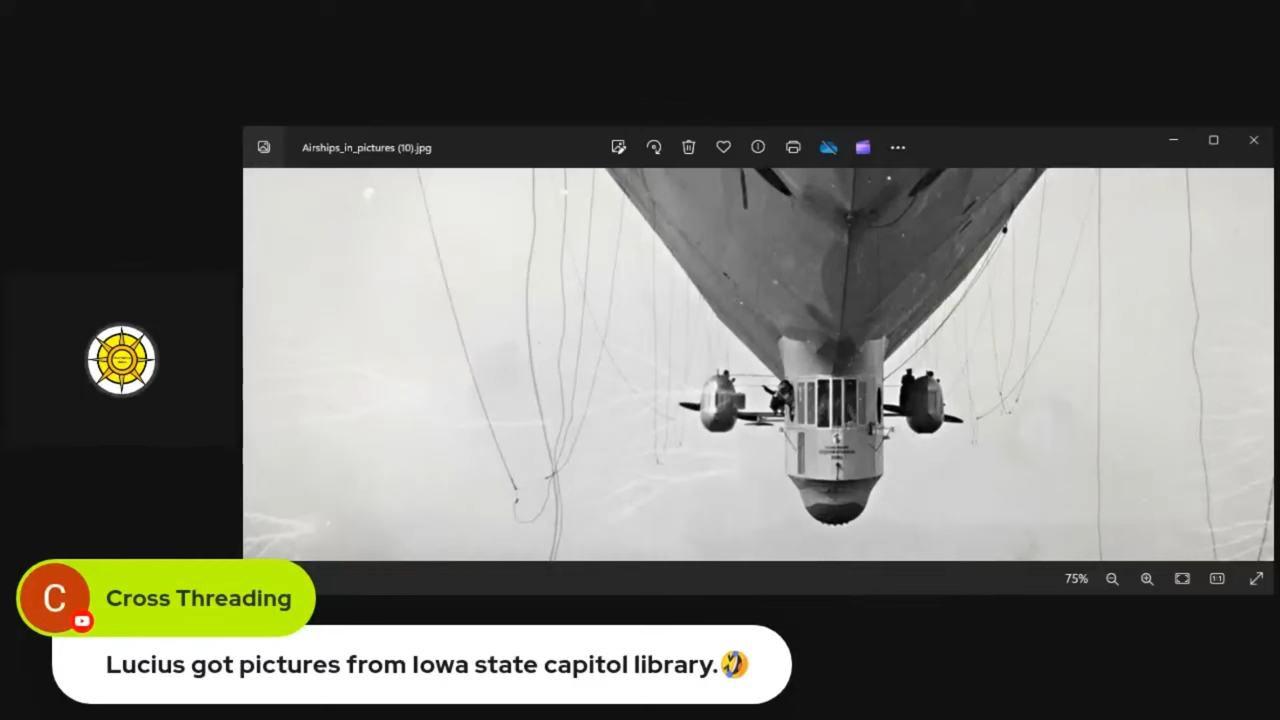 Airships_in_pictures (10).jpg
75%
C
Cross Threading
Lucius got pictures from Iowa state capitol library.🤣